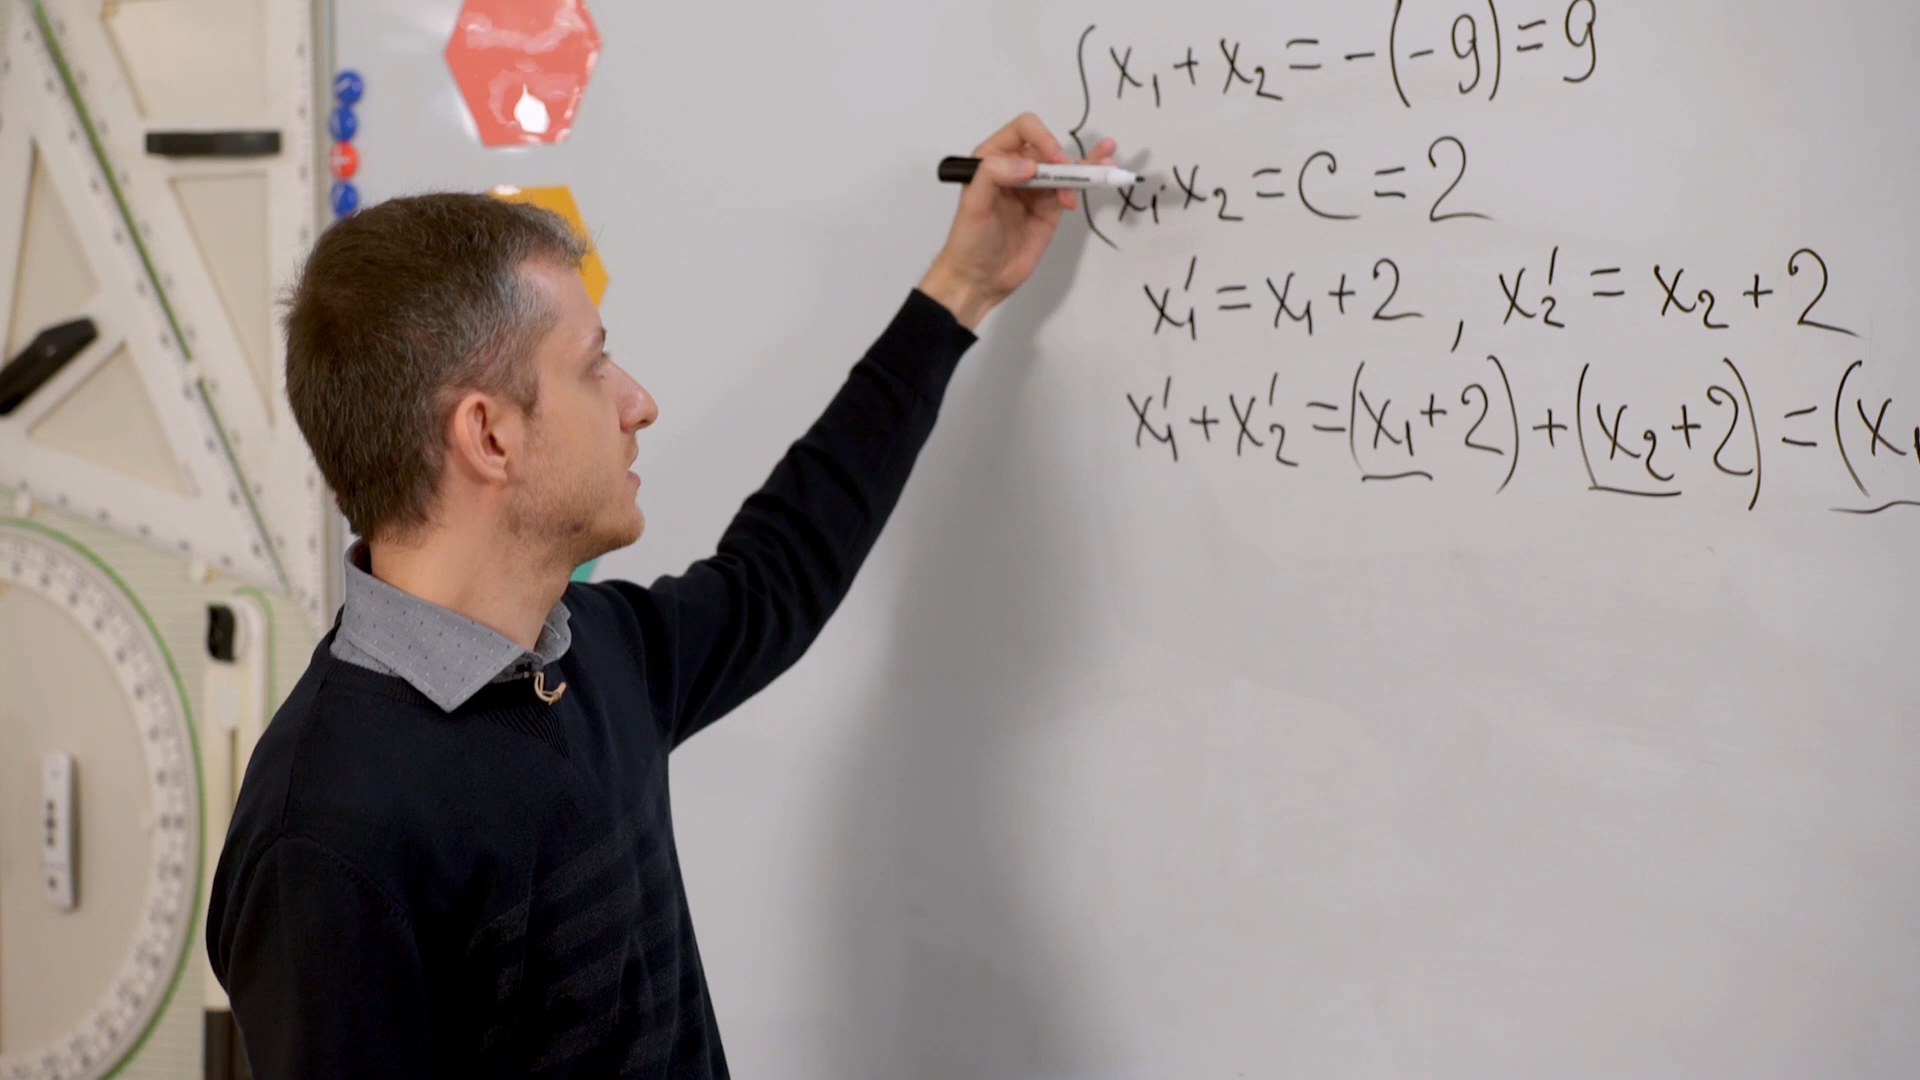 x₁ + x₂ = -(-9) = 9
x₁ · x₂ = c = 2
x₁' = x₁ + 2, x₂' = x₂ + 2
x₁' + x₂' = (x₁ + 2) + (x₂ + 2) = (x₁